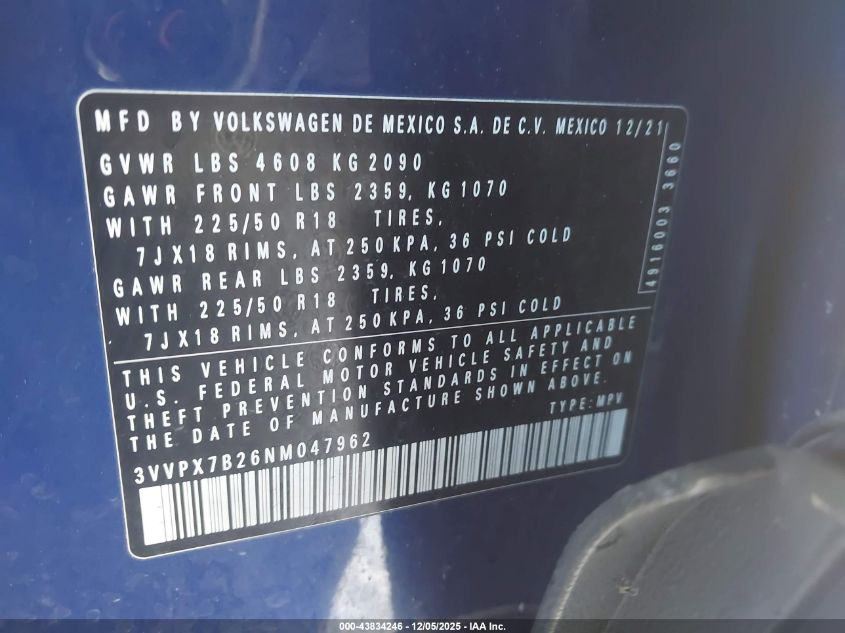 MFD BY VOLKSWAGEN DE MEXICO S.A. DE C.V. MEXICO 12/21
GVWR LBS 4608 KG 2090
GAWR FRONT LBS 2359, KG 1070
WITH 225/50 R18 TIRES,
7JX18 RIMS, AT 250 KPA, 36 PSI COLD
GAWR REAR LBS 2359, KG 1070
WITH 225/50 R18 TIRES,
7JX18 RIMS, AT 250 KPA, 36 PSI COLD
4916003 3660
THIS VEHICLE CONFORMS TO ALL APPLICABLE
U.S. FEDERAL MOTOR VEHICLE SAFETY AND
THEFT PREVENTION STANDARDS IN EFFECT ON
THE DATE OF MANUFACTURE SHOWN ABOVE.
3VVPX7B26NM047962 TYPE: MPV
000-43834246 - 12/05/2025 - IAA Inc.